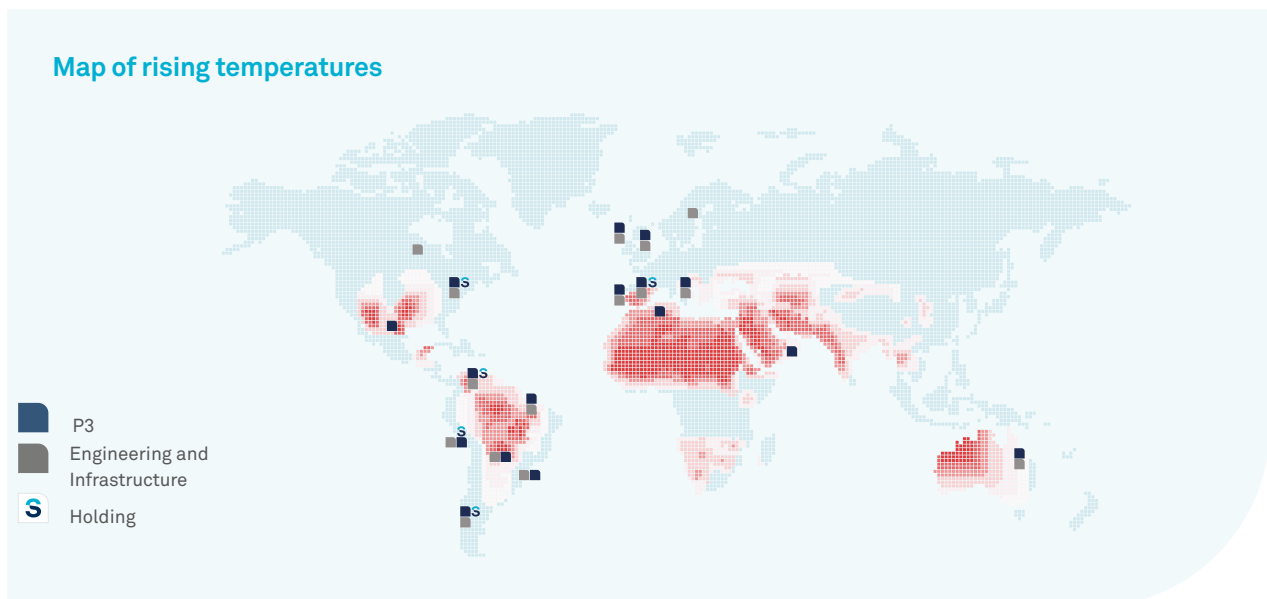 Map of rising temperatures
S
S
S
S
S
P3
Engineering and
Infrastructure
S
Holding